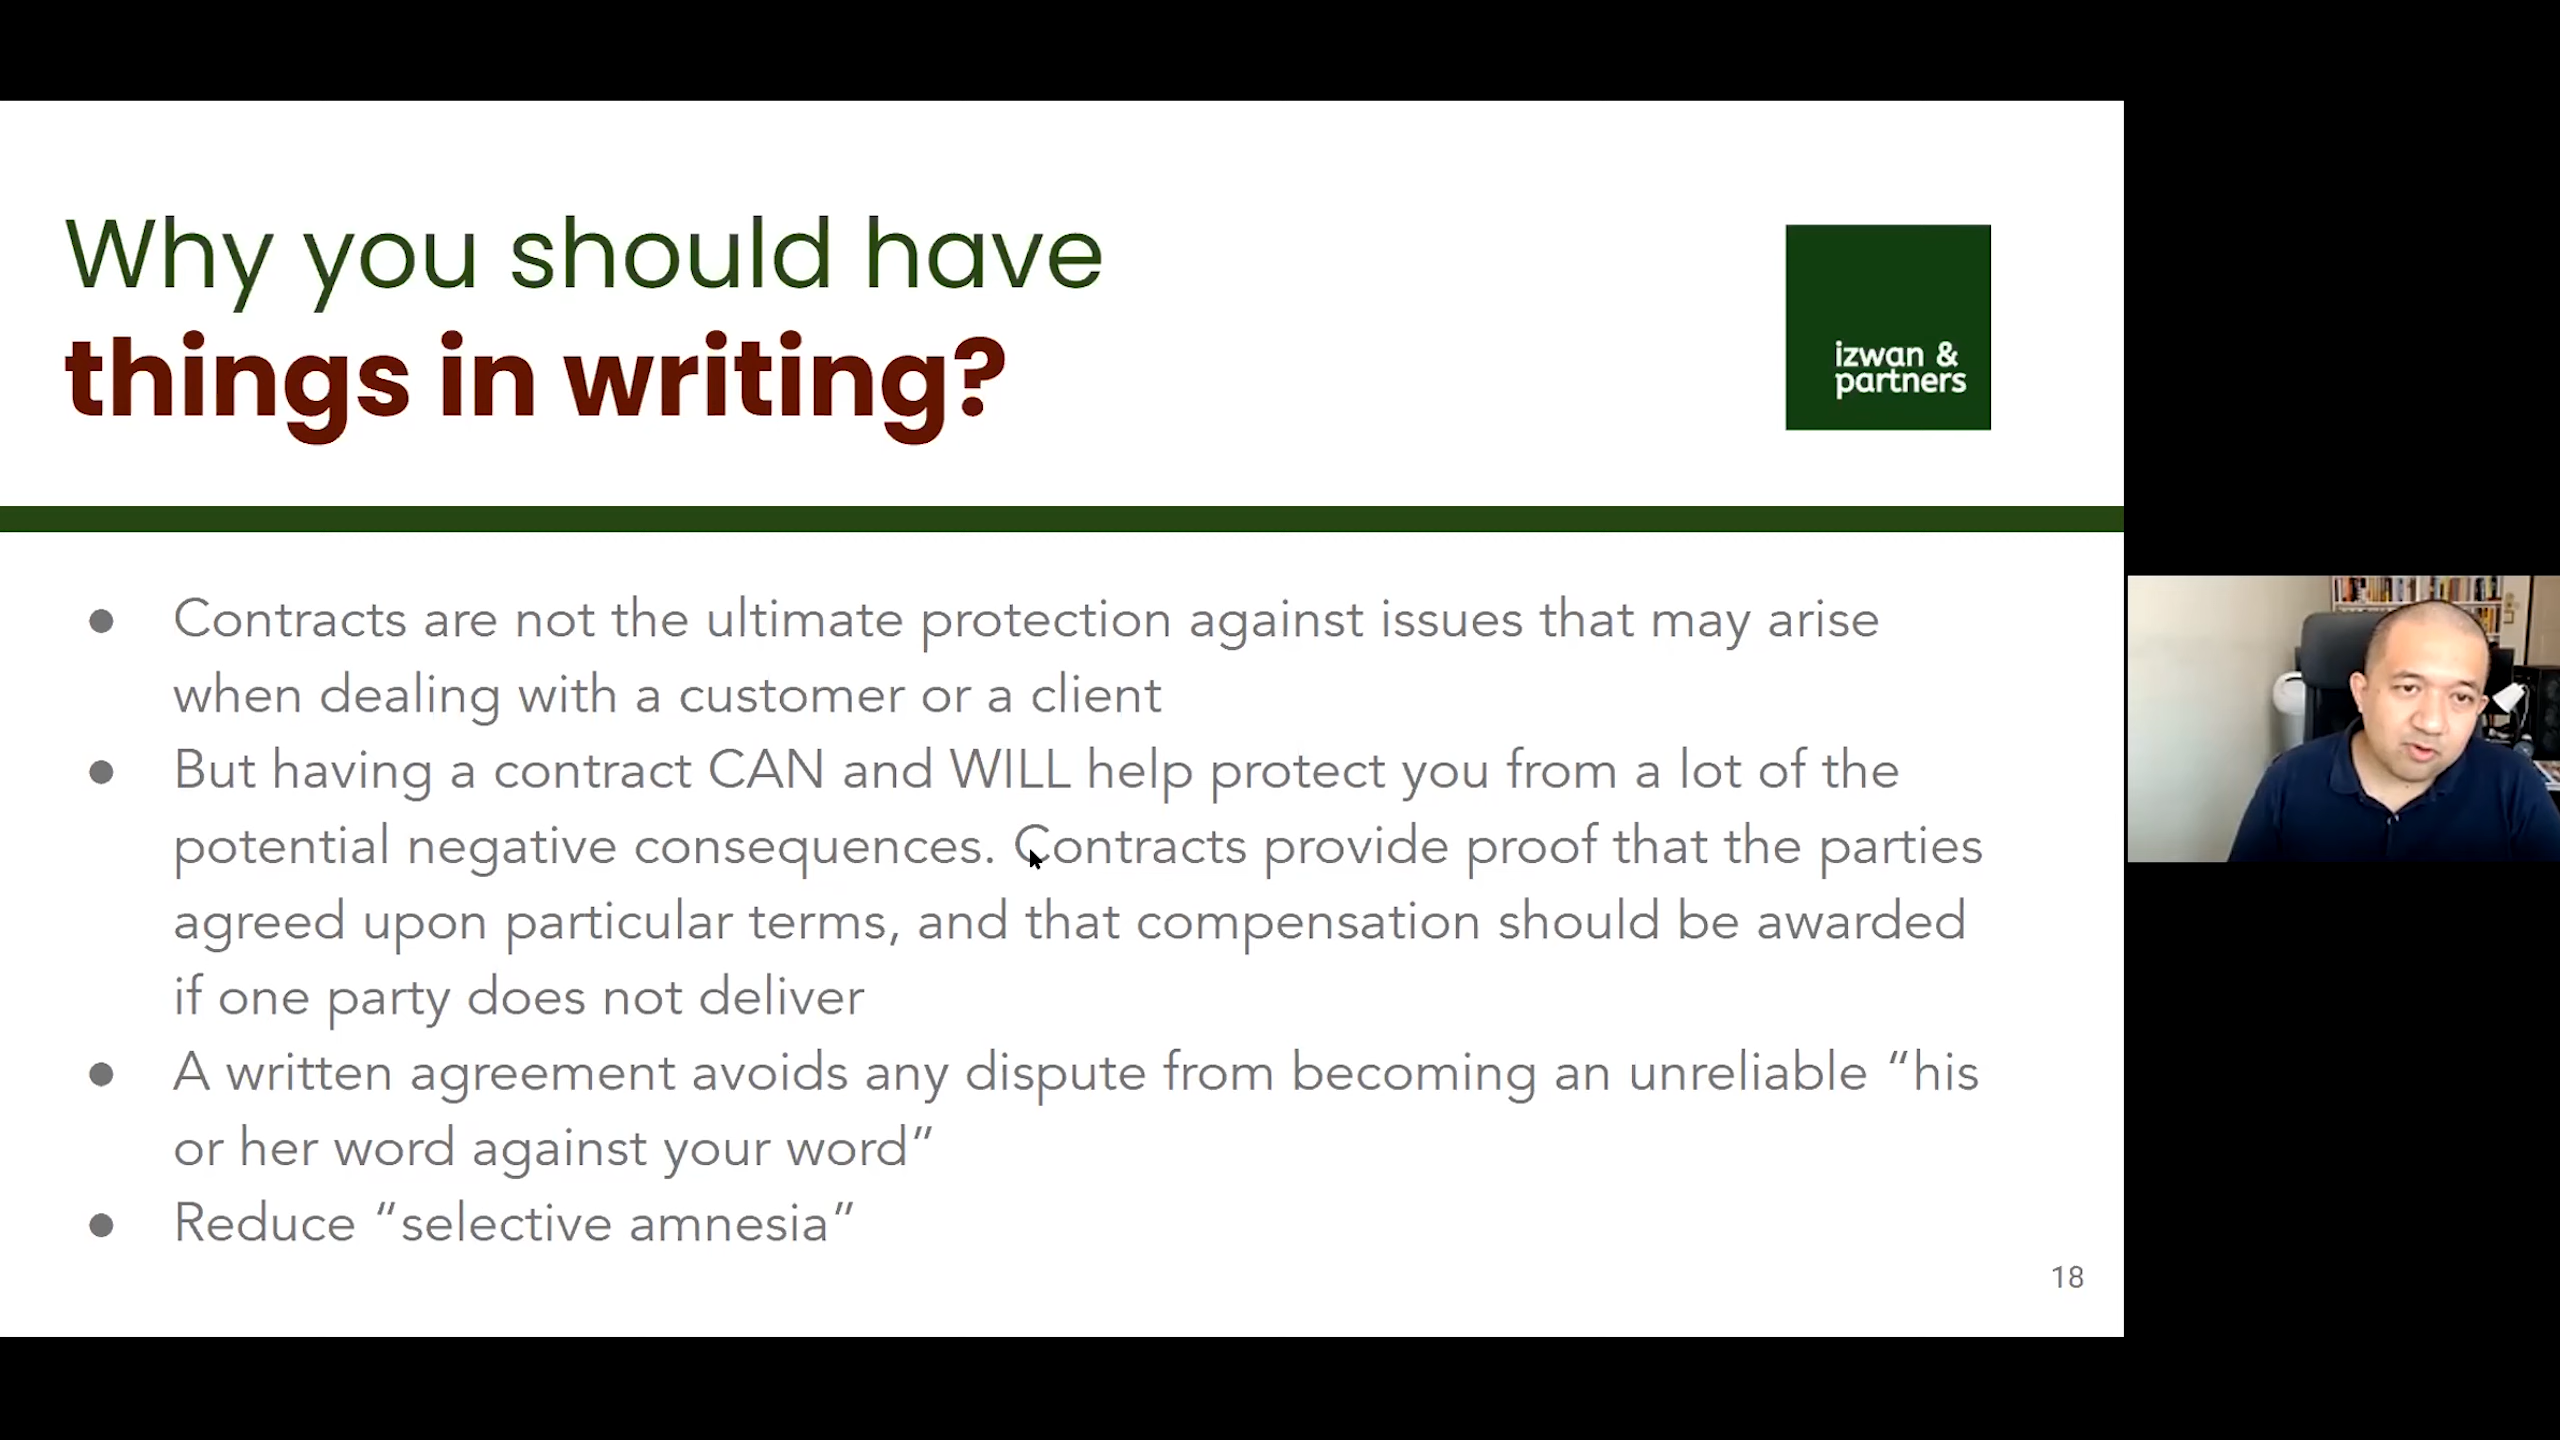 Why you should have
things in writing?
izwan &
partners
● Contracts are not the ultimate protection against issues that may arise
when dealing with a customer or a client
● But having a contract CAN and WILL help protect you from a lot of the
potential negative consequences. Contracts provide proof that the parties
agreed upon particular terms, and that compensation should be awarded
if one party does not deliver
● A written agreement avoids any dispute from becoming an unreliable “his
or her word against your word”
● Reduce “selective amnesia”
18